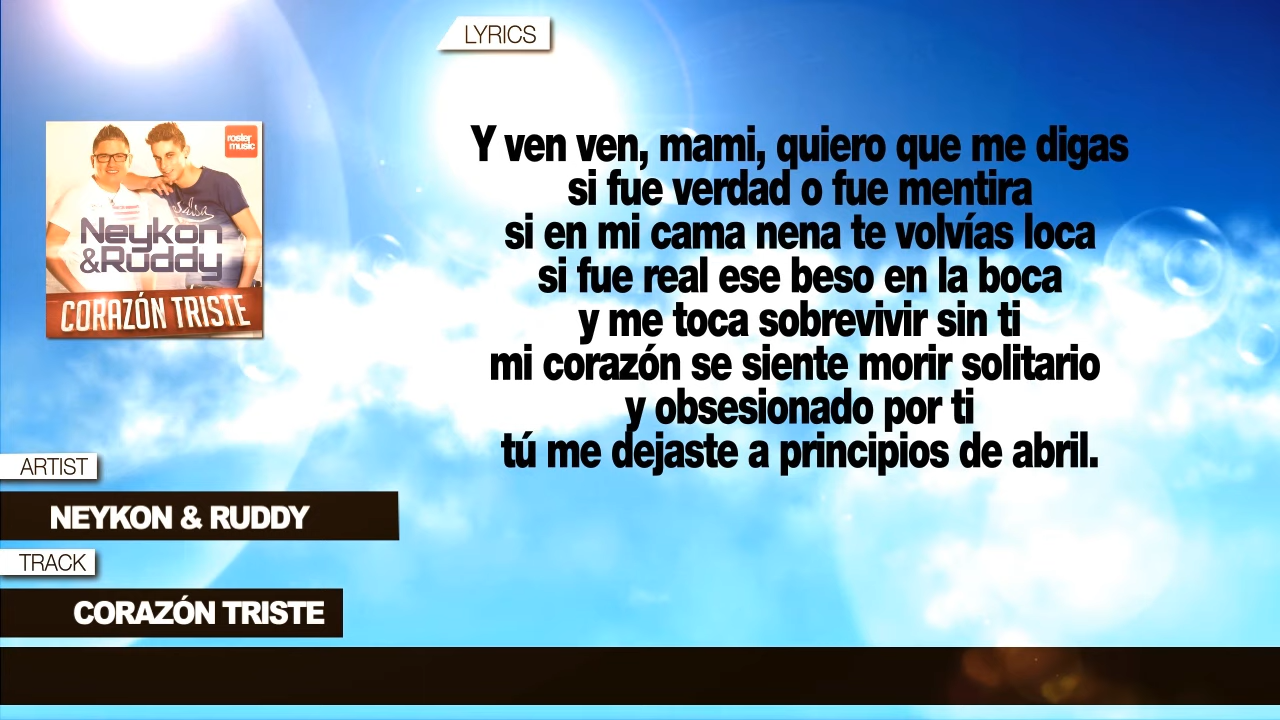 LYRICS
roster
music
Salsa
Neykon
&Ruddy
CORAZÓN TRISTE
Y ven ven, mami, quiero que me digas
si fue verdad o fue mentira
si en mi cama nena te volvías loca
si fue real ese beso en la boca
y me toca sobrevivir sin ti
mi corazón se siente morir solitario
y obsesionado por ti
tú me dejaste a principios de abril.
ARTIST
NEYKON & RUDDY
TRACK
CORAZÓN TRISTE